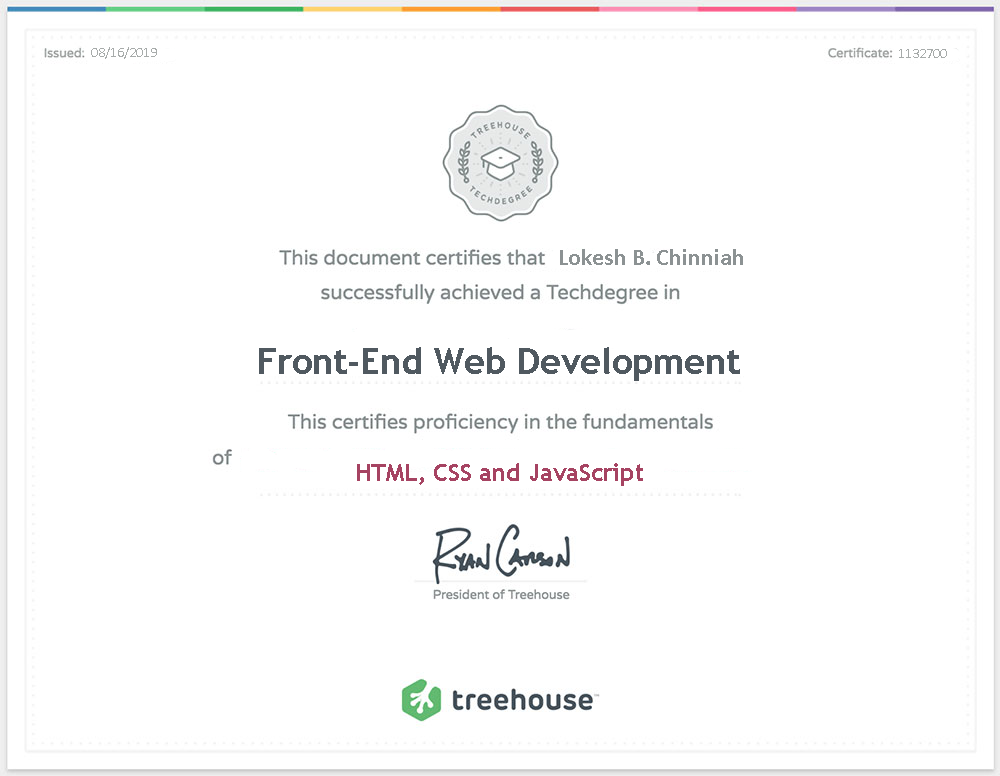 Issued: 08/16/2019
Certificate: 1132700
TREEHOUSE
TECHDEGREE
This document certifies that Lokesh B. Chinniah
successfully achieved a Techdegree in
Front-End Web Development
This certifies proficiency in the fundamentals
of
HTML, CSS and JavaScript
Ryan Carson
President of Treehouse
treehouse™